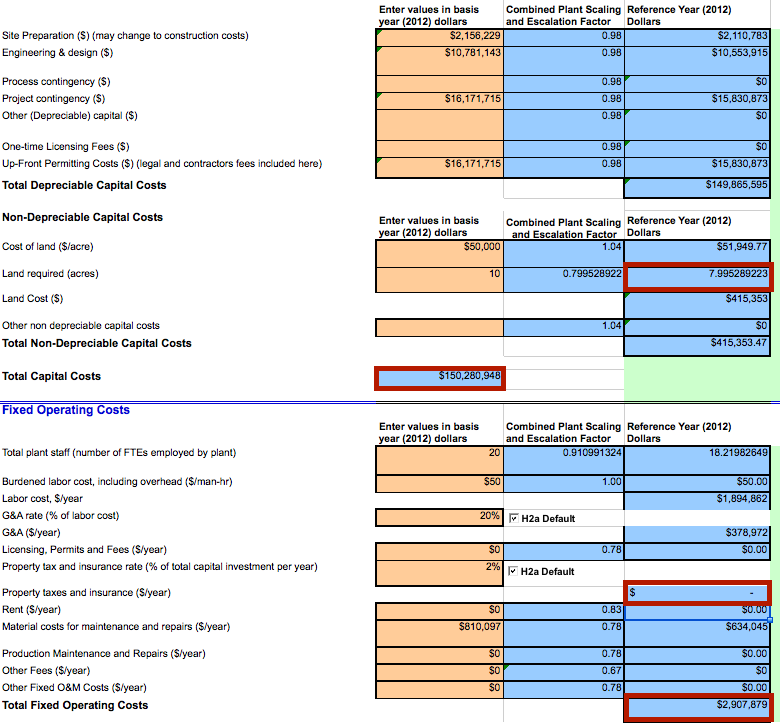 Enter values in basis year (2012) dollars Combined Plant Scaling and Escalation Factor Reference Year (2012) Dollars
Site Preparation ($) (may change to construction costs) $2,156,229 0.98 $2,110,783
Engineering & design ($) $10,781,143 0.98 $10,553,915
Process contingency ($) 0.98 $0
Project contingency ($) $16,171,715 0.98 $15,830,873
Other (Depreciable) capital ($) 0.98 $0
One-time Licensing Fees ($) 0.98 $0
Up-Front Permitting Costs ($) (legal and contractors fees included here) $16,171,715 0.98 $15,830,873
Total Depreciable Capital Costs $149,865,595
Non-Depreciable Capital Costs Enter values in basis year (2012) dollars Combined Plant Scaling and Escalation Factor Reference Year (2012) Dollars
Cost of land ($/acre) $50,000 1.04 $51,949.77
Land required (acres) 10 0.799528922 7.995289223
Land Cost ($) $415,353
Other non depreciable capital costs 1.04 $0
Total Non-Depreciable Capital Costs $415,353.47
Total Capital Costs $150,280,948
Fixed Operating Costs
Enter values in basis year (2012) dollars Combined Plant Scaling and Escalation Factor Reference Year (2012) Dollars
Total plant staff (number of FTEs employed by plant) 20 0.910991324 18.21982649
Burdened labor cost, including overhead ($/man-hr) $50 1.00 $50.00
Labor cost, $/year $1,894,862
G&A rate (% of labor cost) 20% H2a Default
G&A ($/year) $378,972
Licensing, Permits and Fees ($/year) $0 0.78 $0.00
Property tax and insurance rate (% of total capital investment per year) 2% H2a Default
Property taxes and insurance ($/year) $ -
Rent ($/year) $0 0.83 $0.00
Material costs for maintenance and repairs ($/year) $810,097 0.78 $634,045
Production Maintenance and Repairs ($/year) $0 0.78 $0.00
Other Fees ($/year) $0 0.67 $0
Other Fixed O&M Costs ($/year) $0 0.78 $0.00
Total Fixed Operating Costs $2,907,879